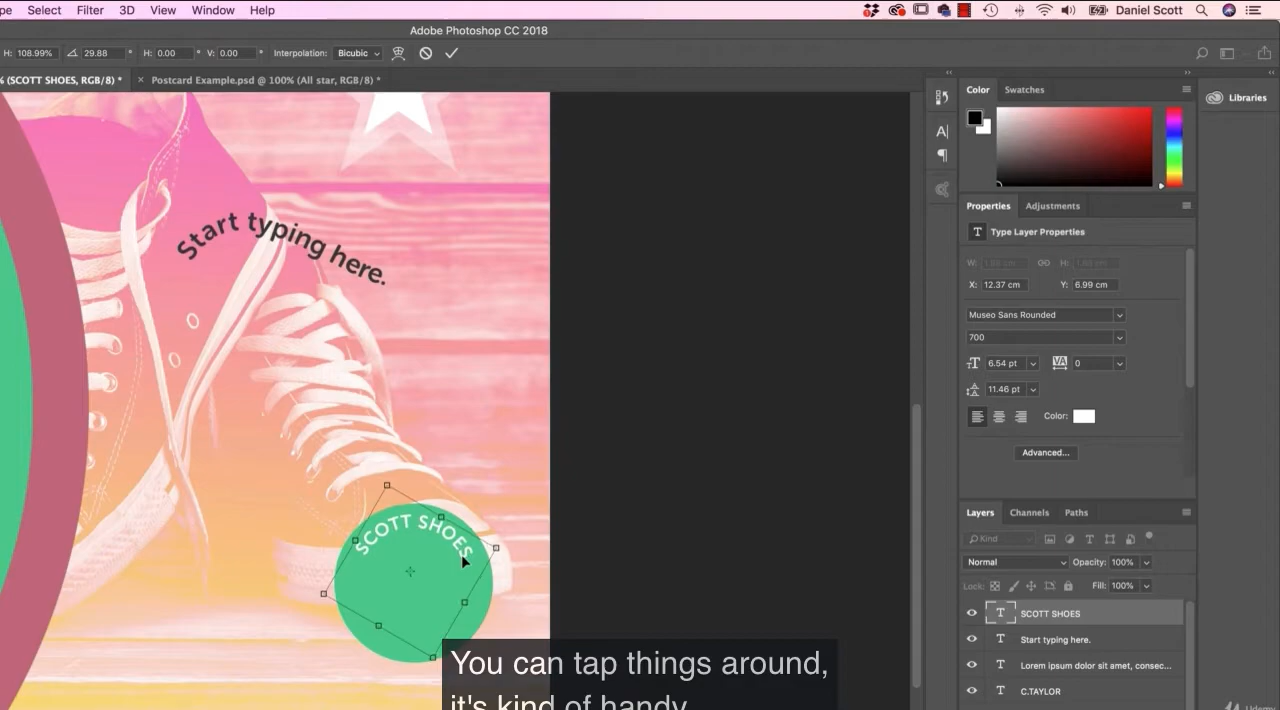 pe Select Filter 3D View Window Help Daniel Scott
Adobe Photoshop CC 2018
H: 108.99% 29.88 ° H: 0.00 ° V: 0.00 ° Interpolation: Bicubic
% (SCOTT SHOES, RGB/8) * × Postcard Example.psd @ 100% (All star, RGB/8) *
Color Swatches
Libraries
Properties Adjustments
T Type Layer Properties
W: H:
X: 12.37 cm Y: 6.99 cm
Museo Sans Rounded
700
6.54 pt VA 0
11.46 pt
Color:
Advanced...
Layers Channels Paths
Kind
Normal Opacity: 100%
Lock: Fill: 100%
T SCOTT SHOES
T Start typing here.
T Lorem ipsum dolor sit amet, consec...
T C.TAYLOR
Start typing here.
SCOTT SHOES
You can tap things around,
it's kind of handy
Udemy